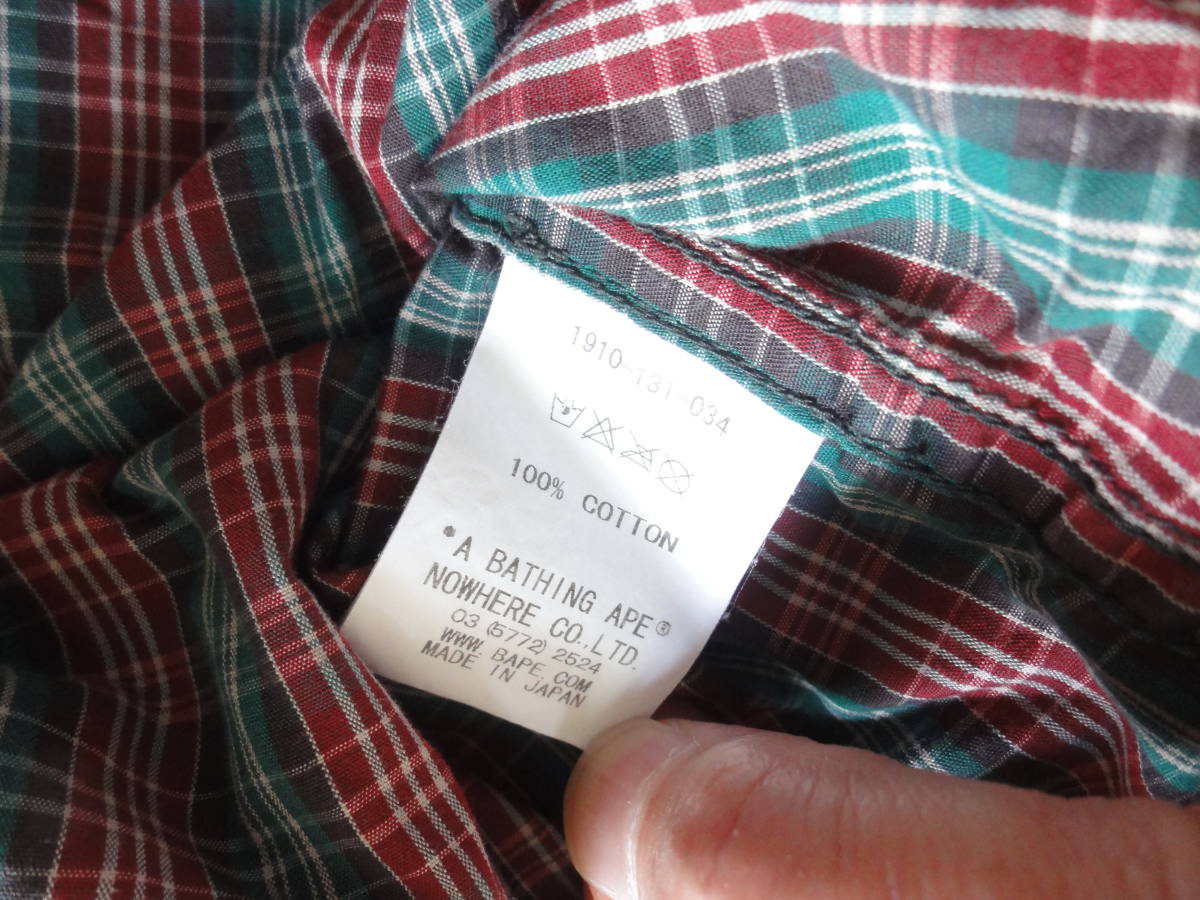 1910-131-034
100% COTTON
*A BATHING APE®
NOWHERE CO.,LTD.
03 (5772) 2524
WWW. BAPE. COM
MADE IN JAPAN